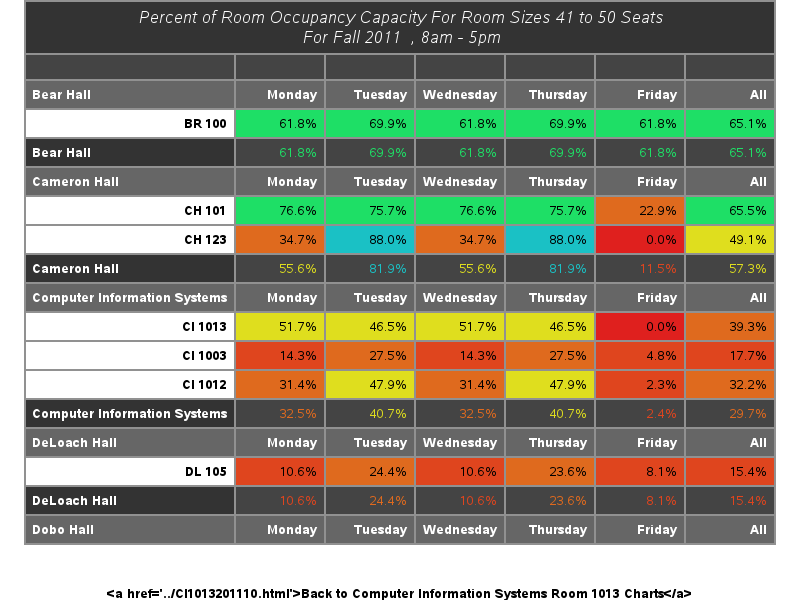 Percent of Room Occupancy Capacity For Room Sizes 41 to 50 Seats
For Fall 2011 , 8am - 5pm
Bear Hall Monday Tuesday Wednesday Thursday Friday All
BR 100 61.8% 69.9% 61.8% 69.9% 61.8% 65.1%
Bear Hall 61.8% 69.9% 61.8% 69.9% 61.8% 65.1%
Cameron Hall Monday Tuesday Wednesday Thursday Friday All
CH 101 76.6% 75.7% 76.6% 75.7% 22.9% 65.5%
CH 123 34.7% 88.0% 34.7% 88.0% 0.0% 49.1%
Cameron Hall 55.6% 81.9% 55.6% 81.9% 11.5% 57.3%
Computer Information Systems Monday Tuesday Wednesday Thursday Friday All
CI 1013 51.7% 46.5% 51.7% 46.5% 0.0% 39.3%
CI 1003 14.3% 27.5% 14.3% 27.5% 4.8% 17.7%
CI 1012 31.4% 47.9% 31.4% 47.9% 2.3% 32.2%
Computer Information Systems 32.5% 40.7% 32.5% 40.7% 2.4% 29.7%
DeLoach Hall Monday Tuesday Wednesday Thursday Friday All
DL 105 10.6% 24.4% 10.6% 23.6% 8.1% 15.4%
DeLoach Hall 10.6% 24.4% 10.6% 23.6% 8.1% 15.4%
Dobo Hall Monday Tuesday Wednesday Thursday Friday All
&lt;a href='../CI1013201110.html'&gt;Back to Computer Information Systems Room 1013 Charts&lt;/a&gt;